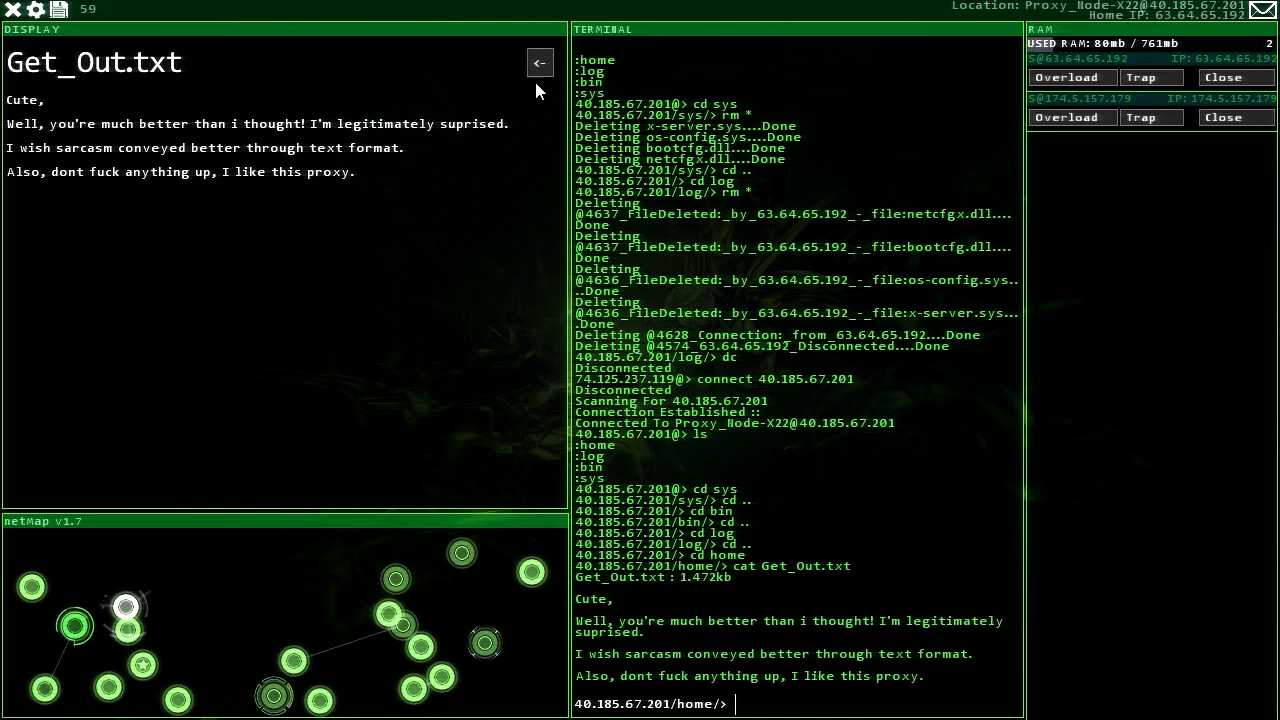 59
Location: Proxy_Node-X22@40.185.67.201
Home IP: 63.64.65.192
DISPLAY
Get_Out.txt
<-
Cute,
Well, you're much better than i thought! I'm legitimately suprised.
I wish sarcasm conveyed better through text format.
Also, dont fuck anything up, I like this proxy.
netMap v1.7
TERMINAL
:home
:log
:bin
:sys
40.185.67.201@> cd sys
40.185.67.201/sys/> rm *
Deleting x-server.sys....Done
Deleting os-config.sys....Done
Deleting bootcfg.dll....Done
Deleting netcfgx.dll....Done
40.185.67.201/sys/> cd ..
40.185.67.201/> cd log
40.185.67.201/log/> rm *
Deleting
@4637_FileDeleted:_by_63.64.65.192_-_file:netcfgx.dll....
Done
Deleting
@4637_FileDeleted:_by_63.64.65.192_-_file:bootcfg.dll....
Done
Deleting
@4636_FileDeleted:_by_63.64.65.192_-_file:os-config.sys..
..Done
Deleting
@4636_FileDeleted:_by_63.64.65.192_-_file:x-server.sys...
.Done
Deleting @4628_Connection:_from_63.64.65.192....Done
Deleting @4574_63.64.65.192_Disconnected....Done
40.185.67.201/log/> dc
Disconnected
74.125.237.119@> connect 40.185.67.201
Disconnected
Scanning For 40.185.67.201
Connection Established ::
Connected To Proxy_Node-X22@40.185.67.201
40.185.67.201@> ls
:home
:log
:bin
:sys
40.185.67.201@> cd sys
40.185.67.201/sys/> cd ..
40.185.67.201/> cd bin
40.185.67.201/bin/> cd ..
40.185.67.201/> cd log
40.185.67.201/log/> cd ..
40.185.67.201/> cd home
40.185.67.201/home/> cat Get_Out.txt
Get_Out.txt : 1.472kb
Cute,
Well, you're much better than i thought! I'm legitimately
suprised.
I wish sarcasm conveyed better through text format.
Also, dont fuck anything up, I like this proxy.
40.185.67.201/home/>
RAM
USED RAM: 80mb / 761mb 2
S@63.64.65.192 IP: 63.64.65.192
Overload Trap Close
S@174.5.157.179 IP: 174.5.157.179
Overload Trap Close